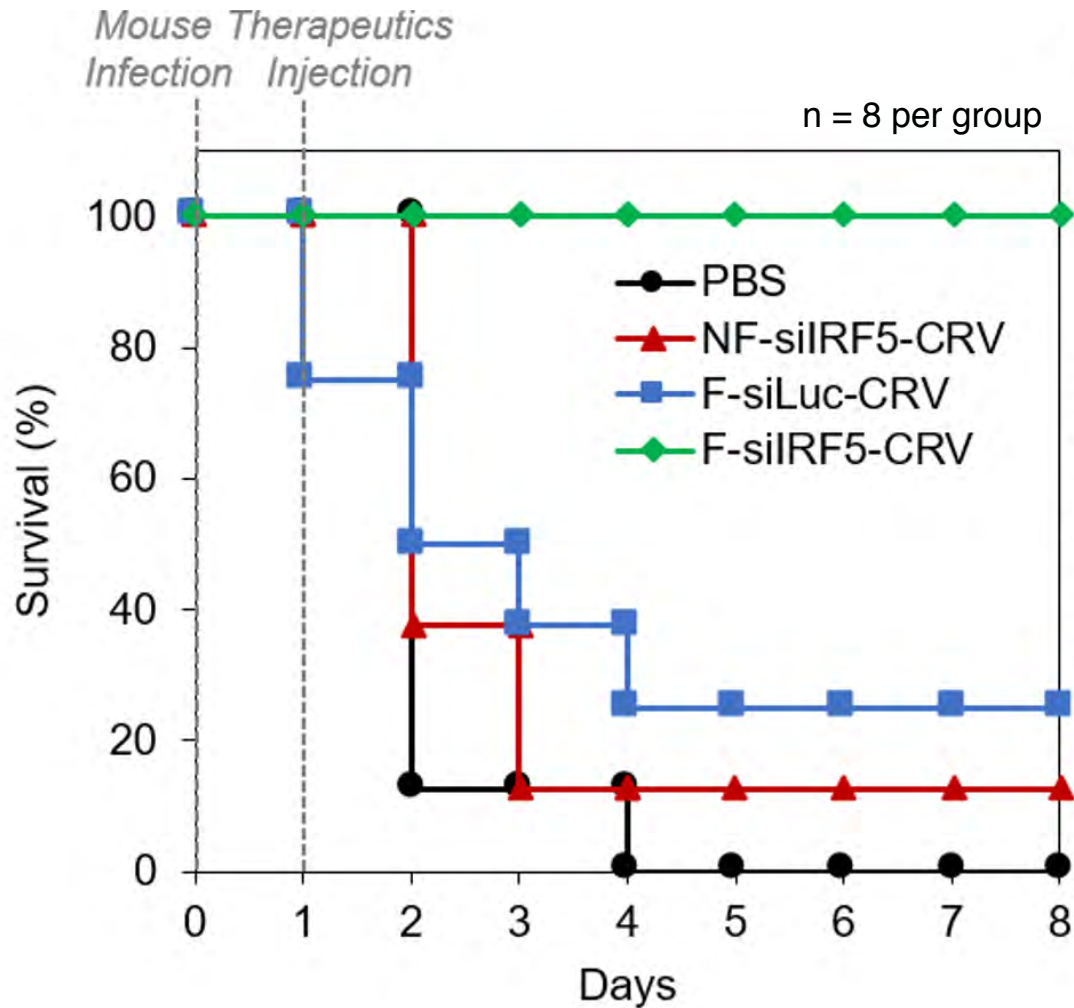 Mouse Therapeutics
Infection Injection
n = 8 per group
100
80
60
40
20
0
Survival (%)
PBS
NF-siIRF5-CRV
F-siLuc-CRV
F-siIRF5-CRV
0 1 2 3 4 5 6 7 8
Days